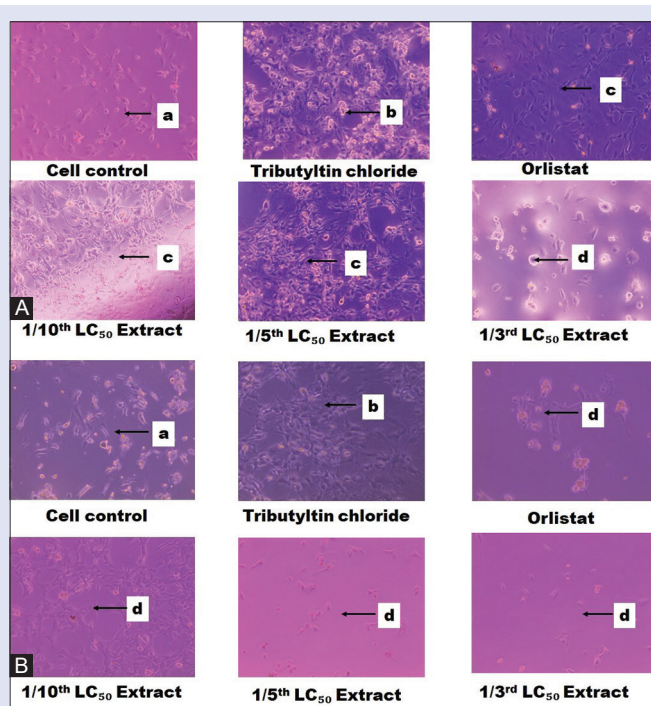 a
b
c
Cell control Tributyltin chloride Orlistat
c
c
d
A
1/10th LC₅₀ Extract 1/5th LC₅₀ Extract 1/3rd LC₅₀ Extract
a
b
d
Cell control Tributyltin chloride Orlistat
d
d
d
B
1/10th LC₅₀ Extract 1/5th LC₅₀ Extract 1/3rd LC₅₀ Extract